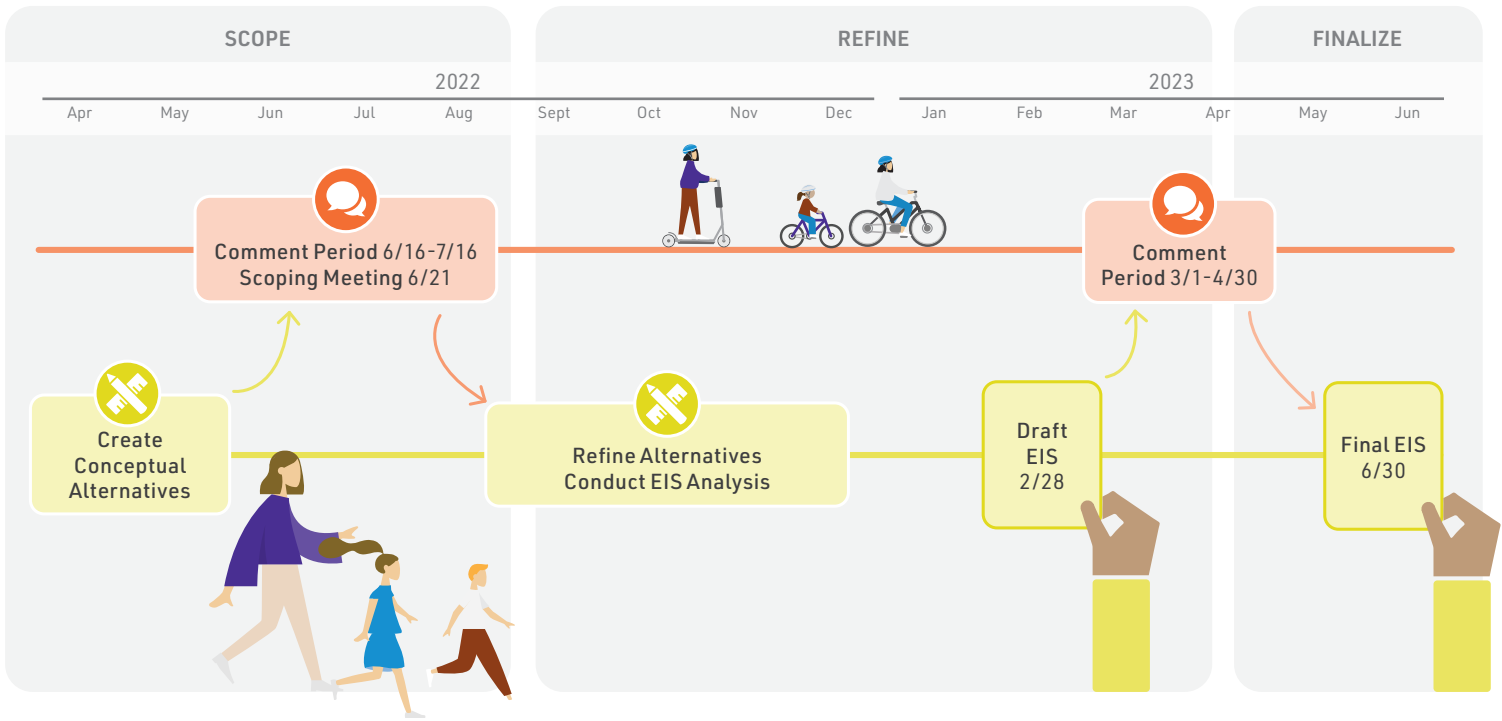 SCOPE
REFINE
FINALIZE
2022
2023
Apr
May
Jun
Jul
Aug
Sept
Oct
Nov
Dec
Jan
Feb
Mar
Apr
May
Jun
Comment Period 6/16-7/16
Scoping Meeting 6/21
Comment
Period 3/1-4/30
Create
Conceptual
Alternatives
Refine Alternatives
Conduct EIS Analysis
Draft
EIS
2/28
Final EIS
6/30